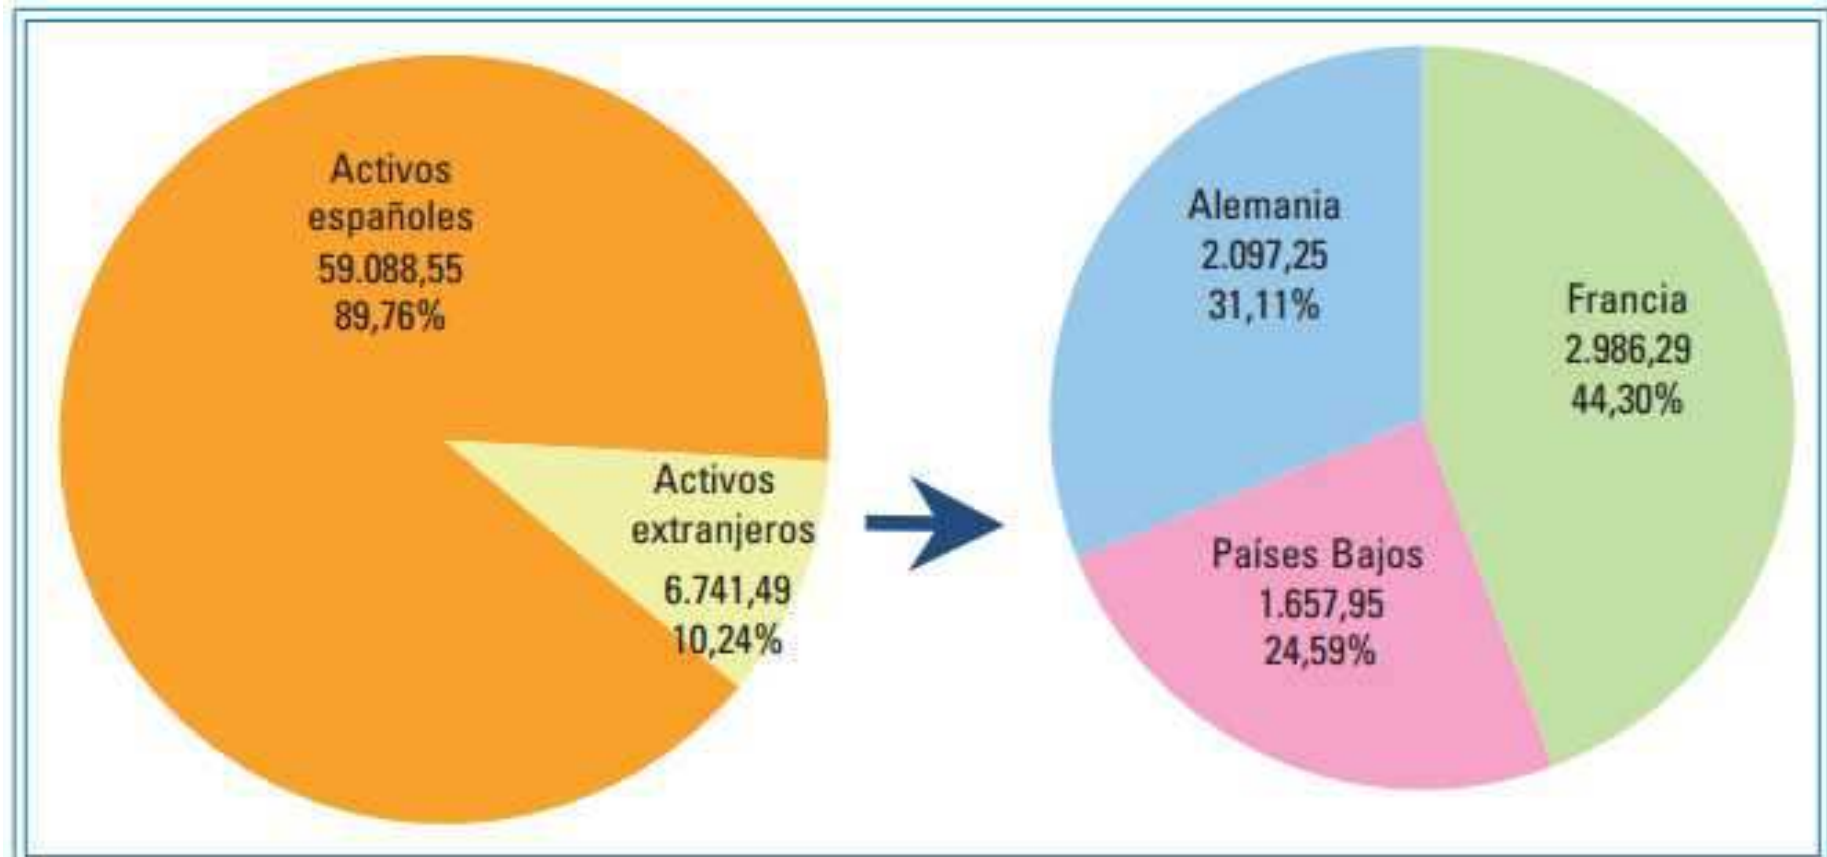 Activos
españoles
59.088,55
89,76%
Activos
extranjeros
6.741,49
10,24%
Alemania
2.097,25
31,11%
Francia
2.986,29
44,30%
Países Bajos
1.657,95
24,59%